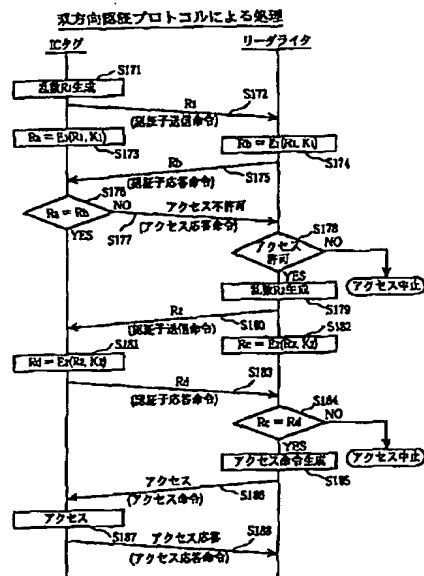 双方向認証プロトコルによる処理
ICタグ
リーダライタ
S171
乱数R1生成
R1
S172
(認証子送信命令)
Ra = E1(R1, K1)
S173
Rb = E1(R1, K1)
S174
Rb
S175
(認証子応答命令)
S176
Ra = Rb
NO
アクセス不許可
S177
(アクセス応答命令)
YES
S178
アクセス
許可
NO
YES
アクセス中止
乱数R2生成
S179
R2
S180
(認証子送信命令)
S181
S182
Rd = E2(R2, K2)
Rc = E2(R2, K2)
Rd
S183
(認証子応答命令)
S184
Rc = Rd
NO
YES
アクセス中止
アクセス命令生成
S185
アクセス
(アクセス命令)
S186
アクセス
S187
アクセス応答
S188
(アクセス応答命令)